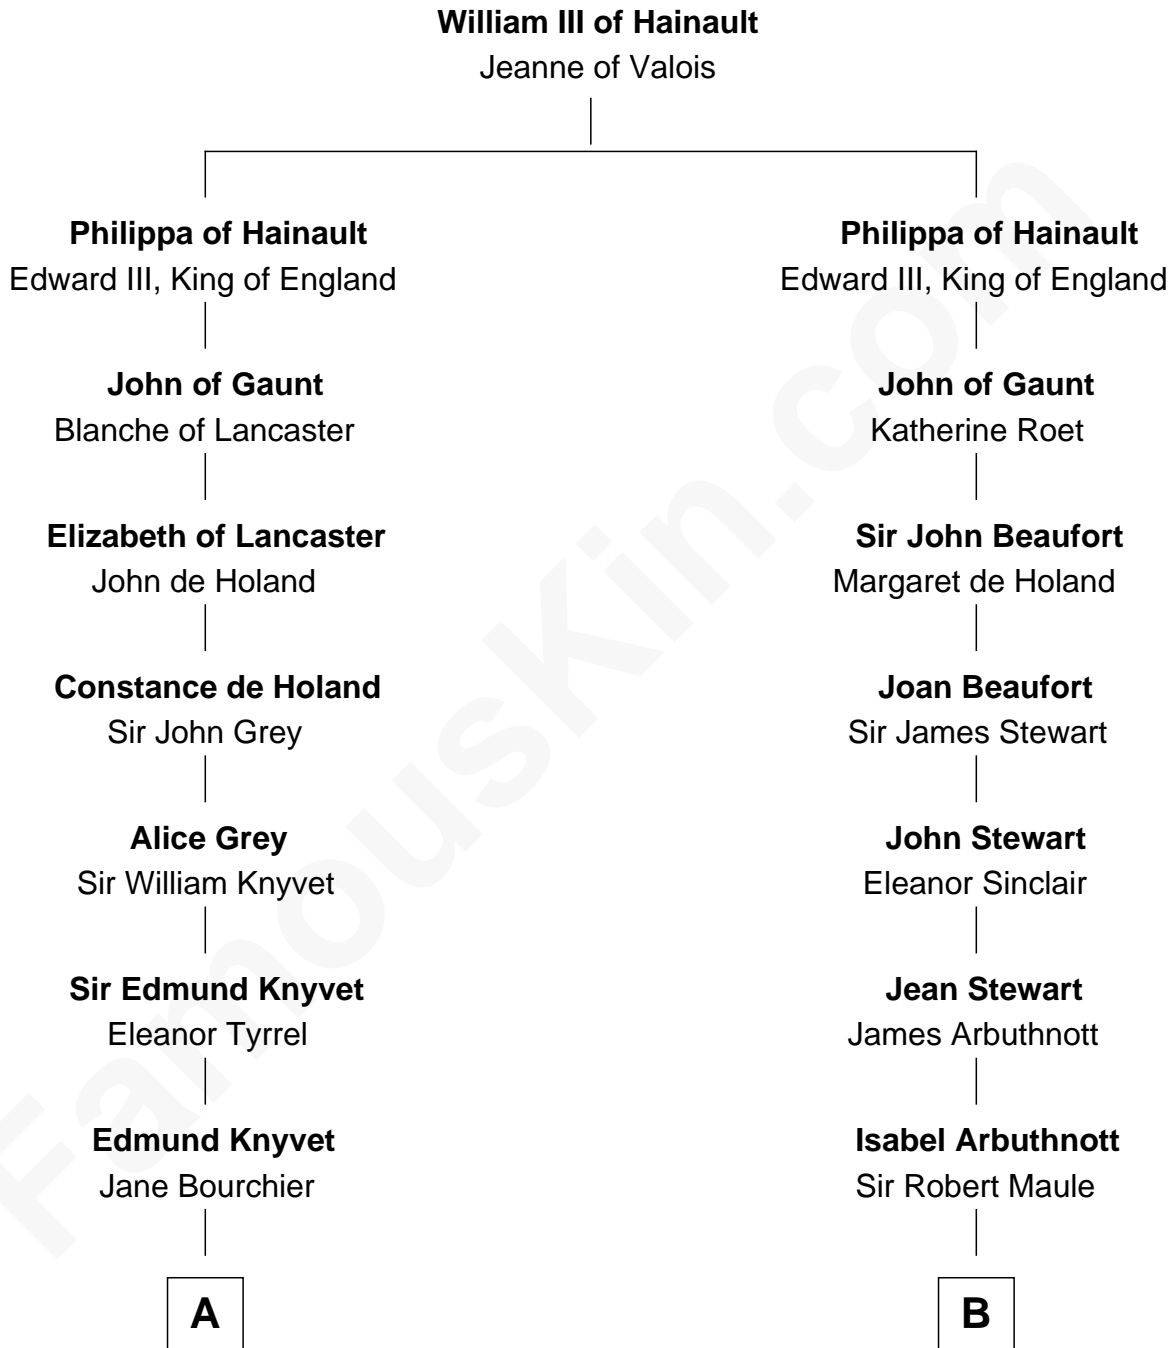 William III of Hainault
Jeanne of Valois
Philippa of Hainault
Edward III, King of England
John of Gaunt
Blanche of Lancaster
Elizabeth of Lancaster
John de Holand
Constance de Holand
Sir John Grey
Alice Grey
Sir William Knyvet
Sir Edmund Knyvet
Eleanor Tyrrel
Edmund Knyvet
Jane Bourchier
A
Philippa of Hainault
Edward III, King of England
John of Gaunt
Katherine Roet
Sir John Beaufort
Margaret de Holand
Joan Beaufort
Sir James Stewart
John Stewart
Eleanor Sinclair
Jean Stewart
James Arbuthnott
Isabel Arbuthnott
Sir Robert Maule
B
FamousKin.com